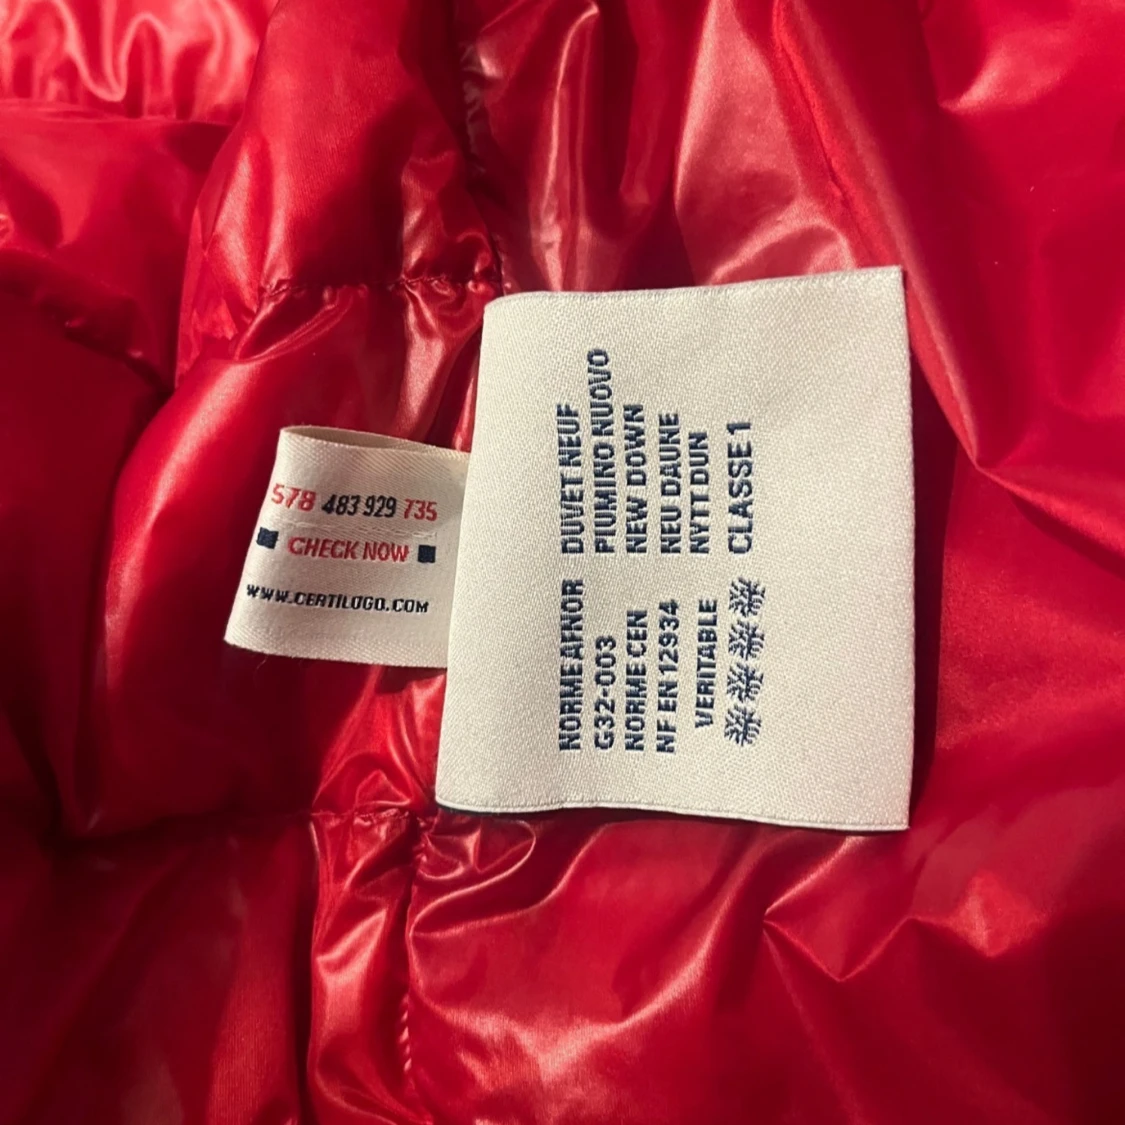 578 483 929 735
CHECK NOW
WWW.CERTILOGO.COM
NORME AFNOR DUVET NEUF
G32-003 PIUMINO NUOVO
NORME CEN NEW DOWN
NF EN 12934 NEU DAUNE
VERITABLE NYTT DUN
CLASSE 1